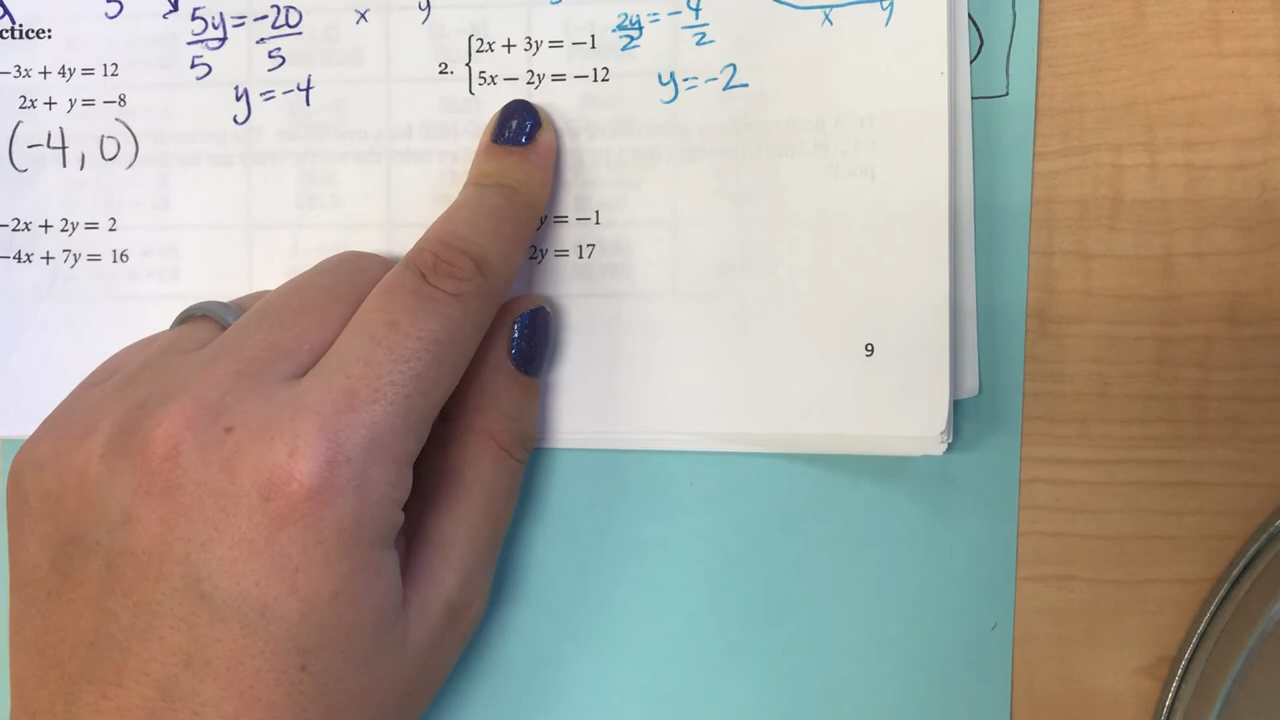 ctice:
5y = -20
5 5
y = -4
x y
−3x + 4y = 12
2x + y = −8
(-4, 0)
2. 2x + 3y = −1
5x − 2y = −12
2y = -4
2 2
y = -2
x y
−2x + 2y = 2
−4x + 7y = 16
y = −1
2y = 17
9